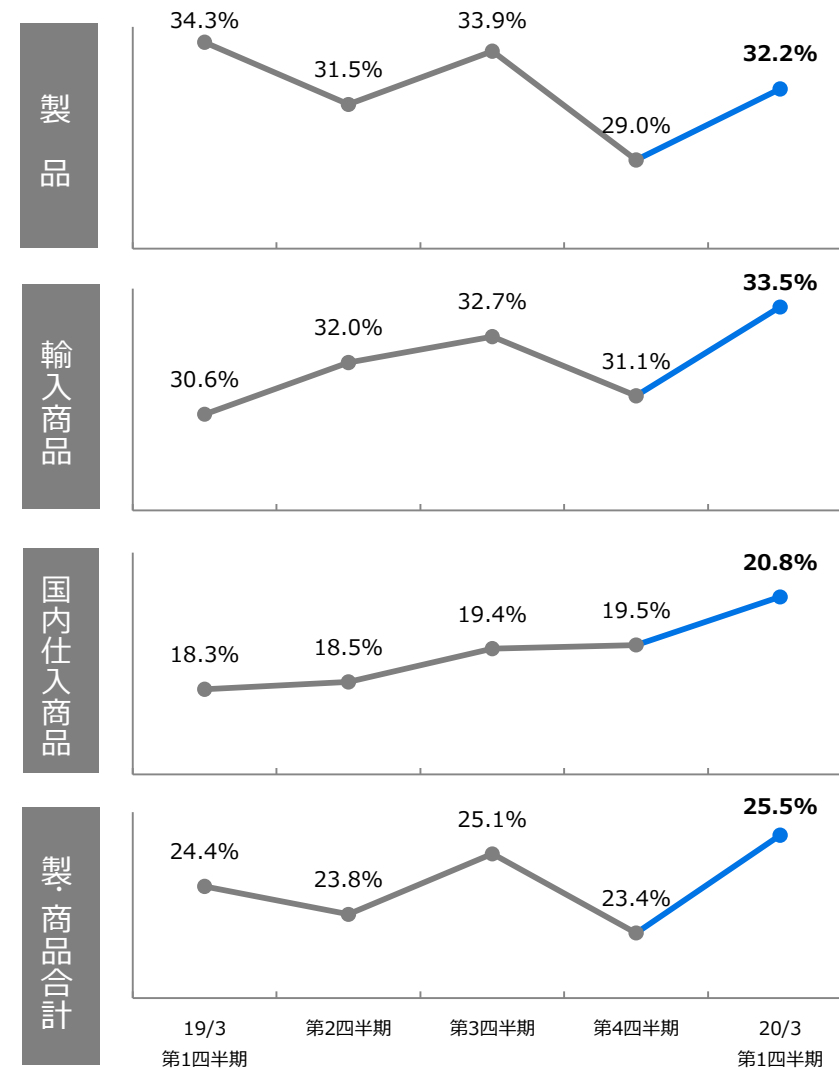 製品
34.3%
31.5%
33.9%
29.0%
32.2%
輸入商品
30.6%
32.0%
32.7%
31.1%
33.5%
国内仕入商品
18.3%
18.5%
19.4%
19.5%
20.8%
製・商品合計
24.4%
23.8%
25.1%
23.4%
25.5%
19/3
第1四半期
第2四半期
第3四半期
第4四半期
20/3
第1四半期